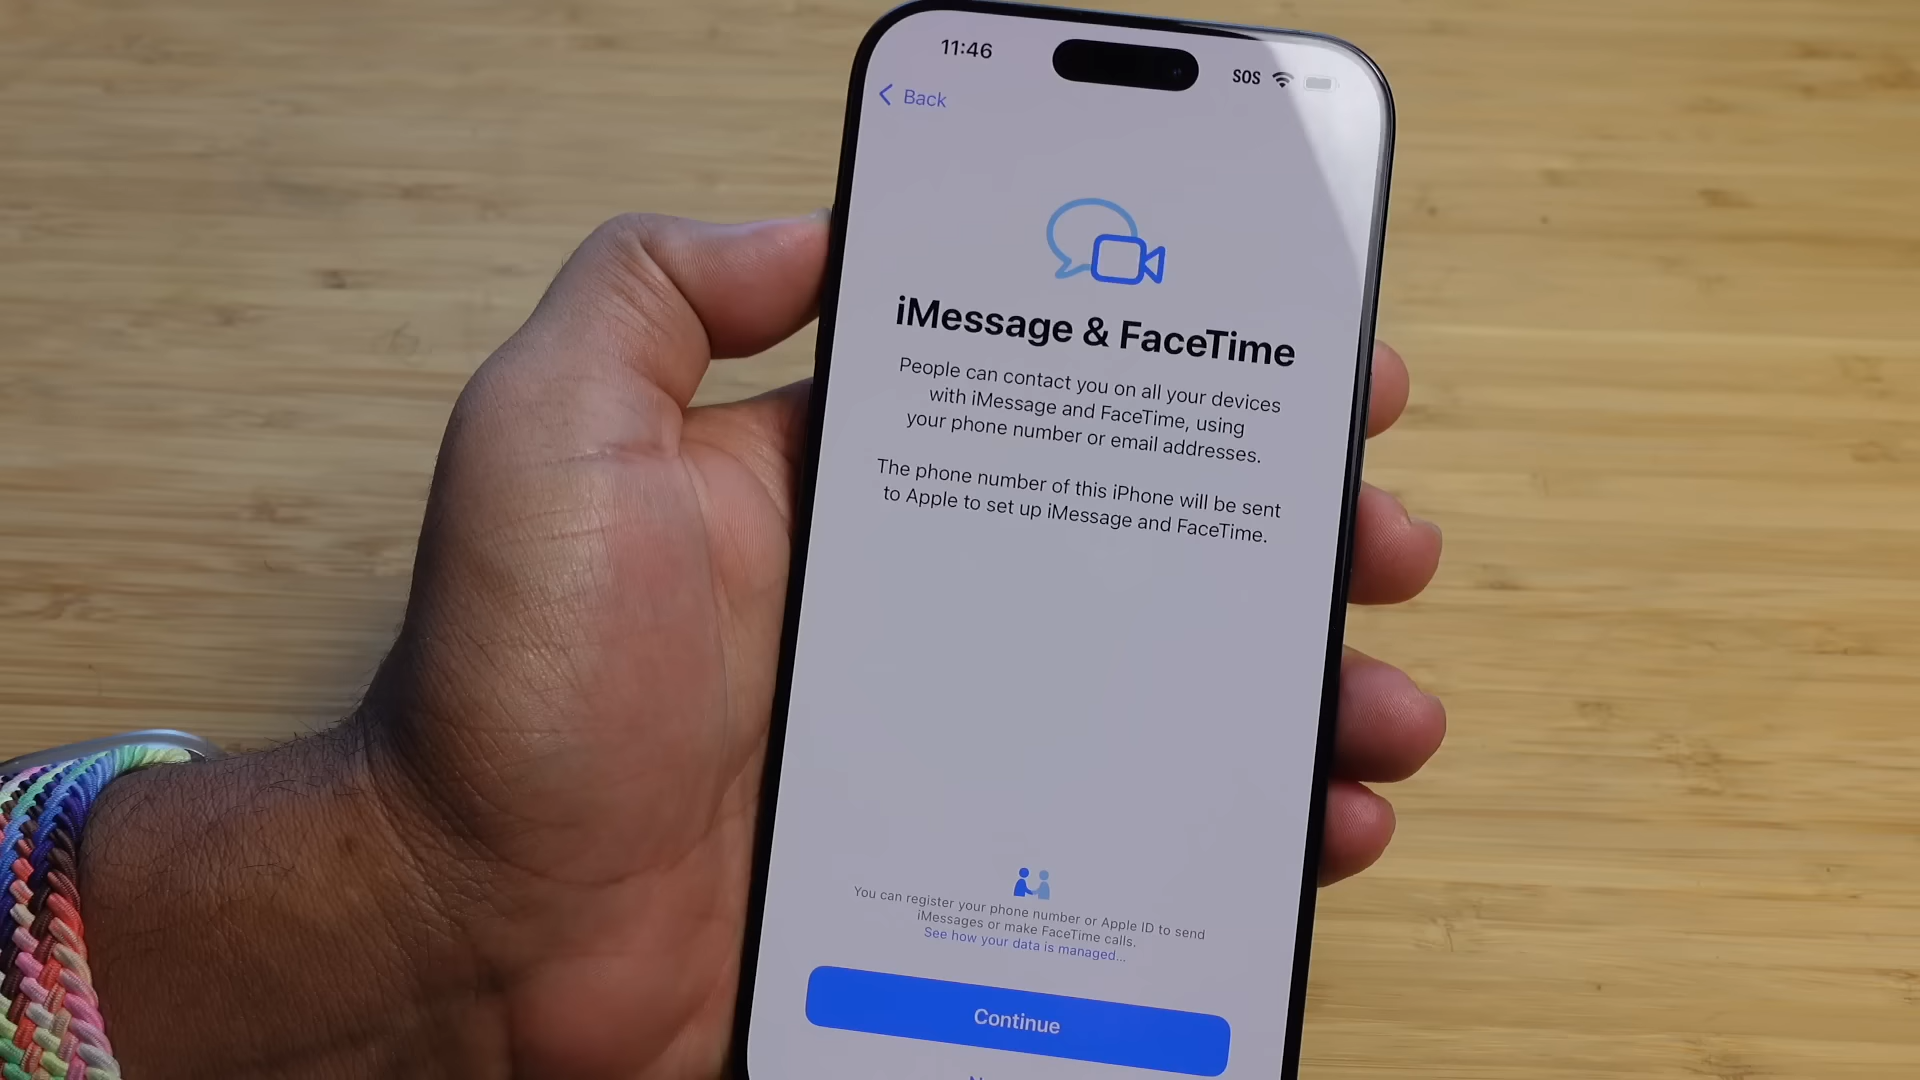 11:46
SOS
Back
iMessage & FaceTime
People can contact you on all your devices
with iMessage and FaceTime, using
your phone number or email addresses.
The phone number of this iPhone will be sent
to Apple to set up iMessage and FaceTime.
You can register your phone number or Apple ID to send
iMessages or make FaceTime calls.
See how your data is managed...
Continue